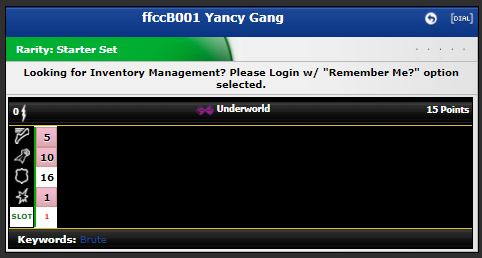 ffccB001 Yancy Gang
[DIAL]
Rarity: Starter Set
Looking for Inventory Management? Please Login w/ "Remember Me?" option
selected.
0 Underworld 15 Points
5
10
16
1
SLOT 1
Keywords: Brute